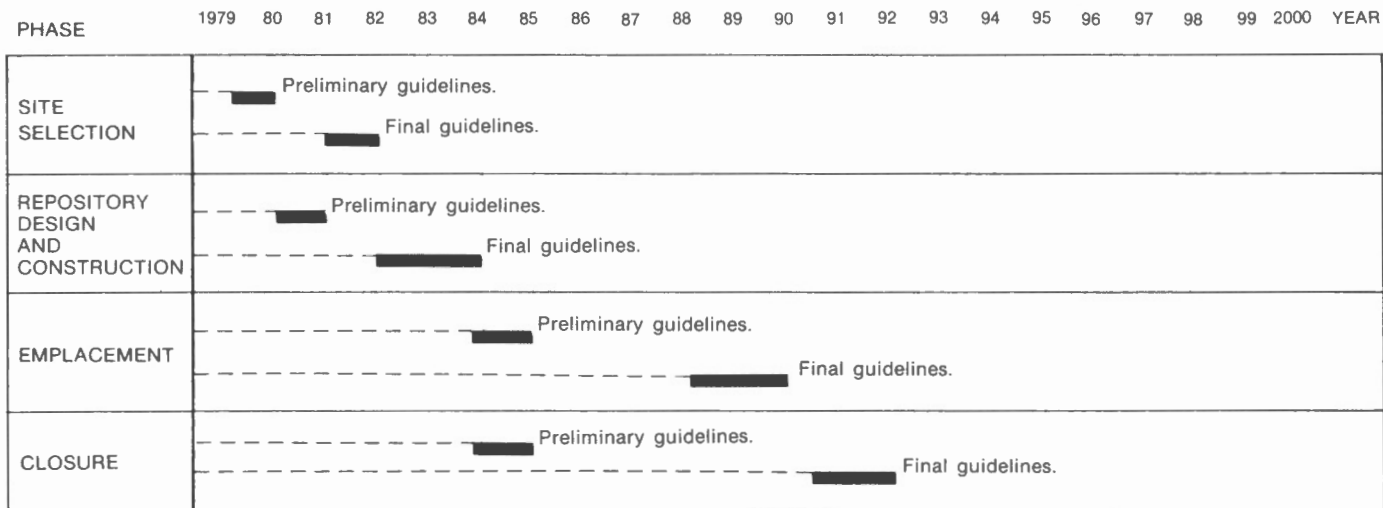 1979 80 81 82 83 84 85 86 87 88 89 90 91 92 93 94 95 96 97 98 99 2000 YEAR
PHASE
SITE
SELECTION
Preliminary guidelines.
Final guidelines.
REPOSITORY
DESIGN
AND
CONSTRUCTION
Preliminary guidelines.
Final guidelines.
EMPLACEMENT
Preliminary guidelines.
Final guidelines.
CLOSURE
Preliminary guidelines.
Final guidelines.